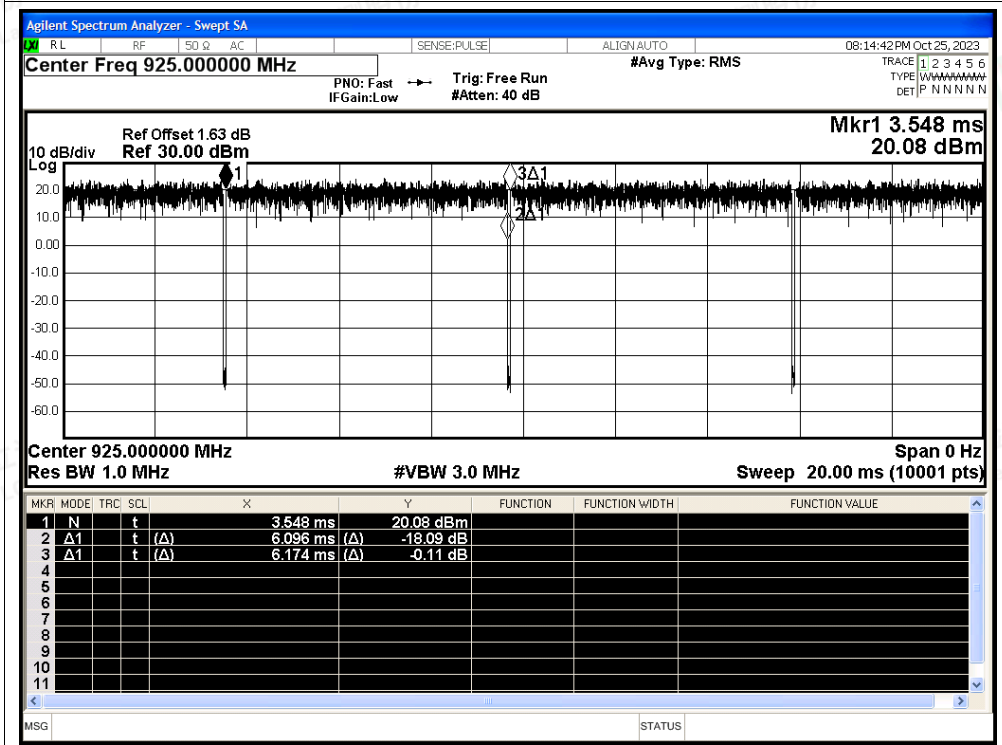 Agilent Spectrum Analyzer - Swept SA
LXI RL RF 50 Ω AC SENSE:PULSE ALIGN AUTO 08:14:42 PM Oct 25, 2023
Center Freq 925.000000 MHz #Avg Type: RMS TRACE 1 2 3 4 5 6
PNO: Fast Trig: Free Run TYPE WWWWWW
IFGain:Low #Atten: 40 dB DET P N N N N N
Mkr1 3.548 ms
Ref Offset 1.63 dB
10 dB/div Ref 30.00 dBm 20.08 dBm
Log
1 3Δ1
20.0
2Δ1
10.0
0.00
-10.0
-20.0
-30.0
-40.0
-50.0
-60.0
Center 925.000000 MHz Span 0 Hz
Res BW 1.0 MHz #VBW 3.0 MHz Sweep 20.00 ms (10001 pts)
MKR MODE TRC SCL X Y FUNCTION FUNCTION WIDTH FUNCTION VALUE
1 N t 3.548 ms 20.08 dBm
2 Δ1 t (Δ) 6.096 ms (Δ) -18.09 dB
3 Δ1 t (Δ) 6.174 ms (Δ) -0.11 dB
4
5
6
7
8
9
10
11
MSG STATUS